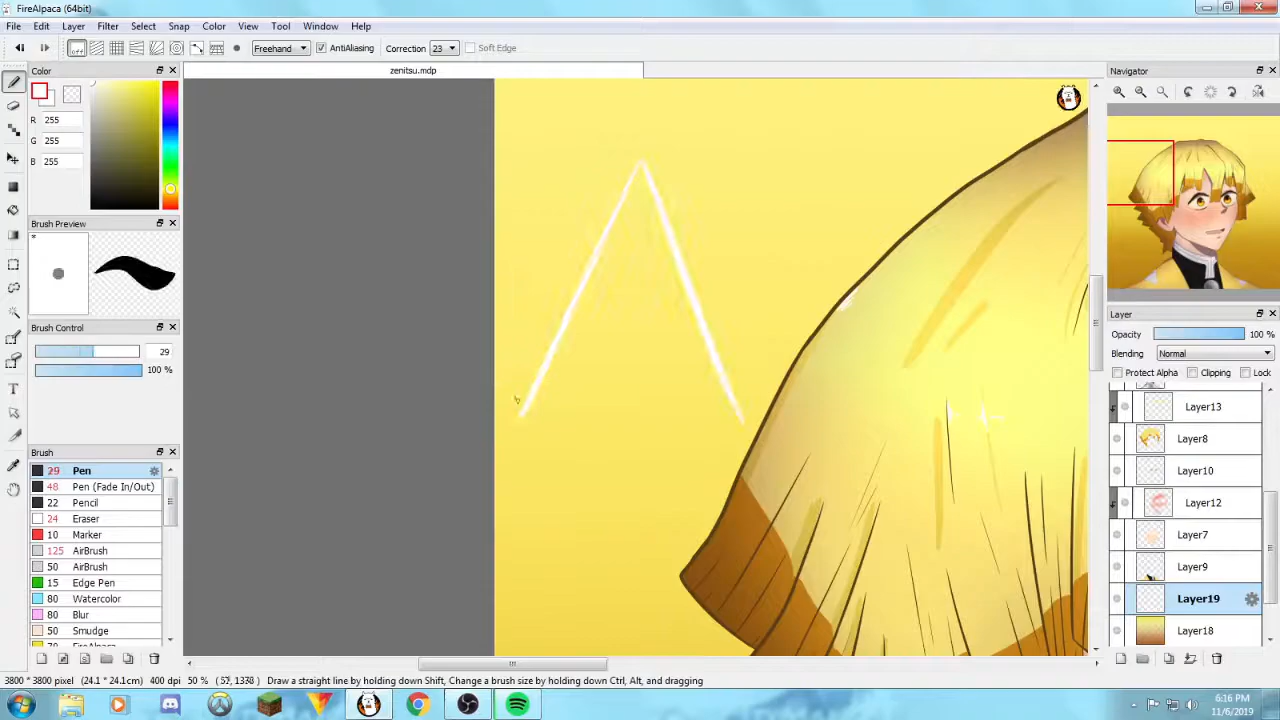 FireAlpaca (64bit)
File Edit Layer Filter Select Snap Color View Tool Window Help
off Freehand AntiAliasing Correction 23 Soft Edge
zenitsu.mdp
Color
R 255
G 255
B 255
Brush Preview
*
Brush Control
29
100 %
Brush
29 Pen
48 Pen (Fade In/Out)
22 Pencil
24 Eraser
10 Marker
125 AirBrush
50 AirBrush
15 Edge Pen
80 Watercolor
80 Blur
50 Smudge
Navigator
Layer
Opacity 100 %
Blending Normal
Protect Alpha Clipping Lock
Layer13
Layer8
Layer10
Layer12
Layer7
Layer9
Layer19
Layer18
3800 * 3800 pixel (24.1 * 24.1cm) 400 dpi 50 % (57, 1338) Draw a straight line by holding down Shift, Change a brush size by holding down Ctrl, Alt, and dragging
6:16 PM
11/6/2019